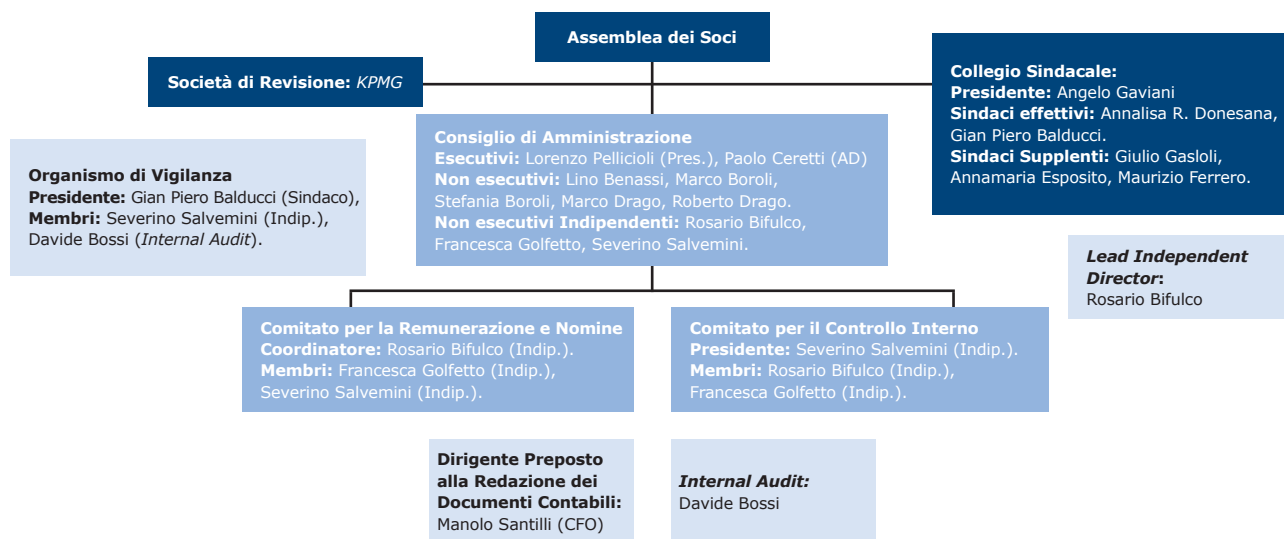 Assemblea dei Soci
Società di Revisione: KPMG
Collegio Sindacale:
Presidente: Angelo Gaviani
Sindaci effettivi: Annalisa R. Donesana,
Gian Piero Balducci.
Sindaci Supplenti: Giulio Gasloli,
Annamaria Esposito, Maurizio Ferrero.
Consiglio di Amministrazione
Esecutivi: Lorenzo Pellicioli (Pres.), Paolo Ceretti (AD)
Non esecutivi: Lino Benassi, Marco Boroli,
Stefania Boroli, Marco Drago, Roberto Drago.
Non esecutivi Indipendenti: Rosario Bifulco,
Francesca Golfetto, Severino Salvemini.
Organismo di Vigilanza
Presidente: Gian Piero Balducci (Sindaco),
Membri: Severino Salvemini (Indip.),
Davide Bossi (Internal Audit).
Lead Independent
Director:
Rosario Bifulco
Comitato per la Remunerazione e Nomine
Coordinatore: Rosario Bifulco (Indip.).
Membri: Francesca Golfetto (Indip.),
Severino Salvemini (Indip.).
Comitato per il Controllo Interno
Presidente: Severino Salvemini (Indip.).
Membri: Rosario Bifulco (Indip.),
Francesca Golfetto (Indip.).
Dirigente Preposto
alla Redazione dei
Documenti Contabili:
Manolo Santilli (CFO)
Internal Audit:
Davide Bossi